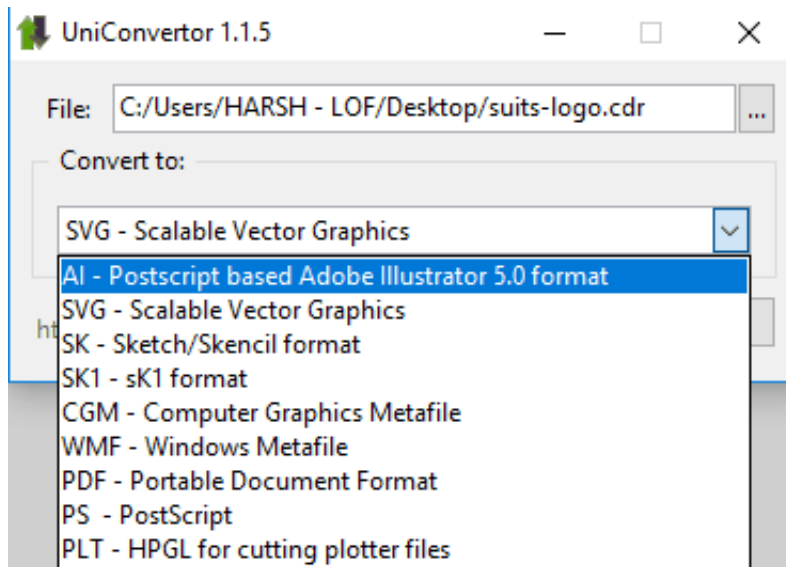 UniConvertor 1.1.5
File: C:/Users/HARSH - LOF/Desktop/suits-logo.cdr ...
Convert to:
SVG - Scalable Vector Graphics
AI - Postscript based Adobe Illustrator 5.0 format
SVG - Scalable Vector Graphics
ht
SK - Sketch/Skencil format
SK1 - sK1 format
CGM - Computer Graphics Metafile
WMF - Windows Metafile
PDF - Portable Document Format
PS - PostScript
PLT - HPGL for cutting plotter files